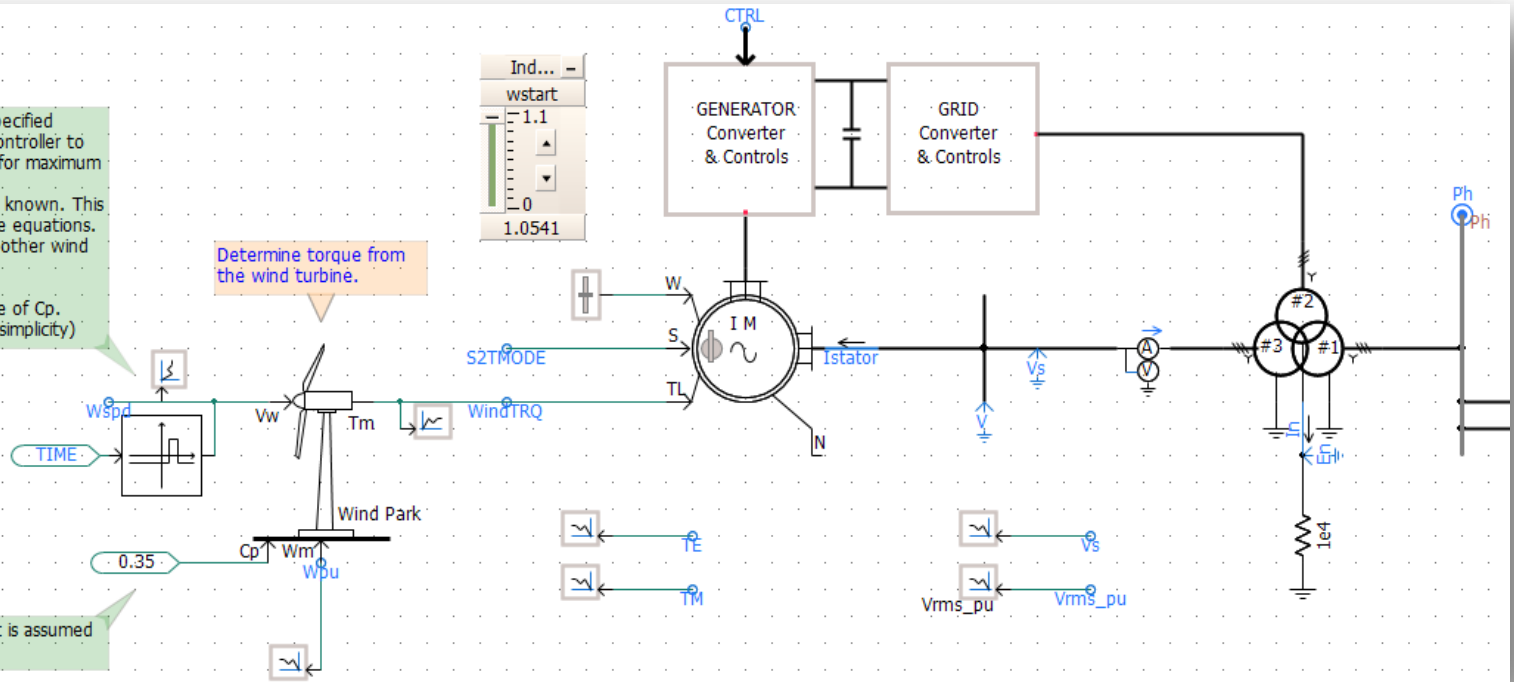 CTRL
Ind...
wstart
1.1
0
1.0541
GENERATOR
Converter
& Controls
GRID
Converter
& Controls
ecified
ontroller to
for maximum
known. This
e equations.
other wind
e of Cp.
simplicity)
Determine torque from
the wind turbine.
Ph
Ph
W
S
S2TMODE
TL
WindTRQ
I M
N
Istator
V
Vs
A
V
#2
#3
#1
Y
Y
Y
In
En
1e4
Wspd
Vw
Tm
TIME
Wind Park
0.35
Cp
Wm
Wpu
TE
TM
Vs
Vrms_pu
Vrms_pu
t is assumed